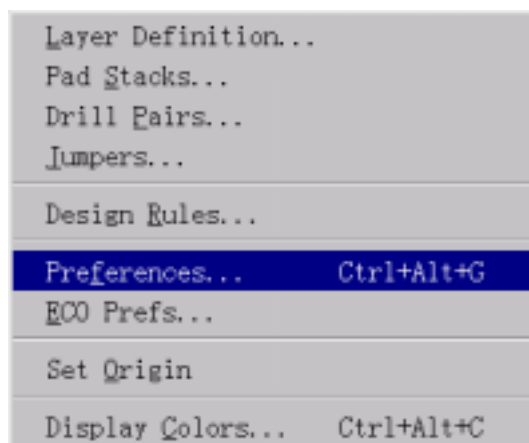 Layer Definition...
Pad Stacks...
Drill Pairs...
Jumpers...
Design Rules...
Preferences... Ctrl+Alt+G
ECO Prefs...
Set Origin
Display Colors... Ctrl+Alt+C